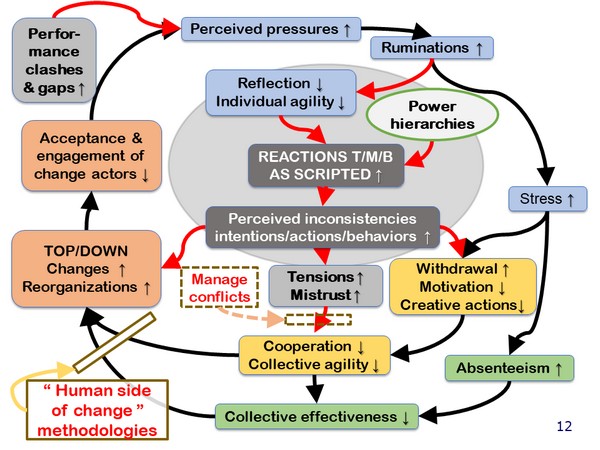 Perfor-
mance
clashes
& gaps ↑
Perceived pressures ↑
Ruminations ↑
Reflection ↓
Individual agility ↓
Power
hierarchies
Acceptance &
engagement of
change actors ↓
REACTIONS T/M/B
AS SCRIPTED ↑
Stress ↑
Perceived inconsistencies
intentions/actions/behaviors ↑
TOP/DOWN
Changes ↑
Reorganizations ↑
Manage
conflicts
Tensions ↑
Mistrust ↑
Withdrawal ↑
Motivation ↓
Creative actions ↓
Cooperation ↓
Collective agility ↓
Absenteeism ↑
“ Human side
of change ”
methodologies
Collective effectiveness ↓
12